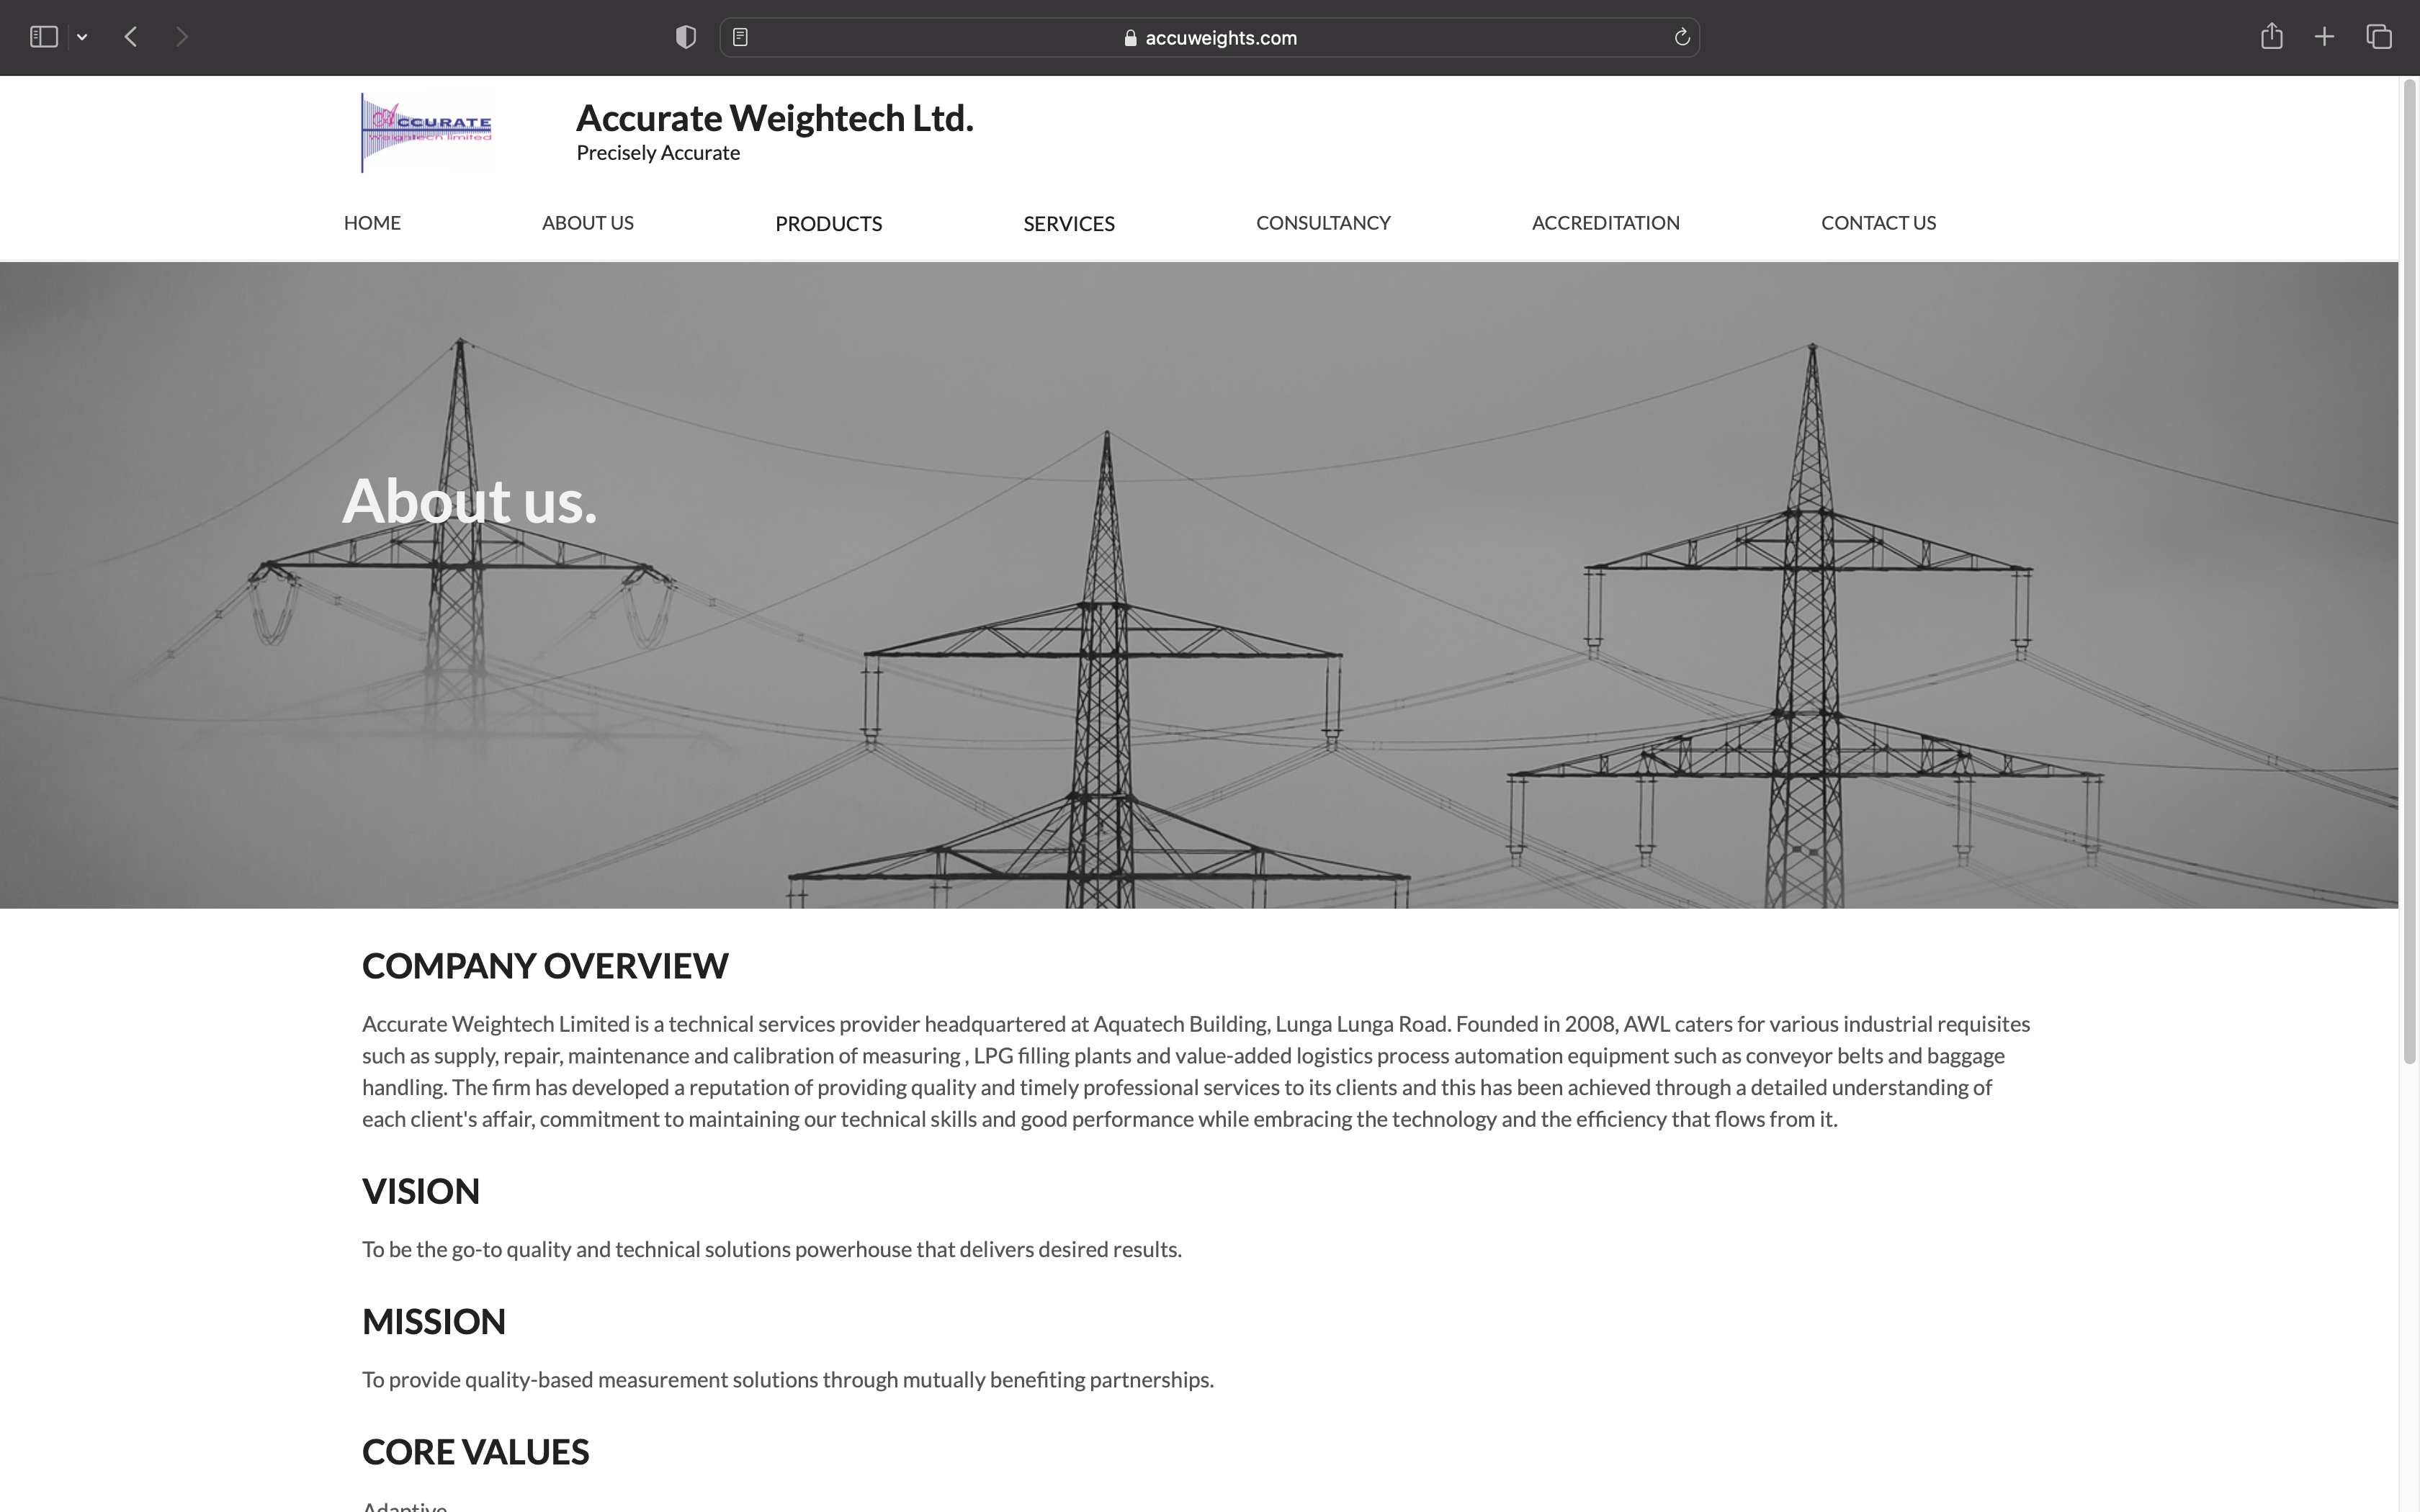 accuweights.com
ACCURATE
Weightech limited
Accurate Weightech Ltd.
Precisely Accurate
HOME ABOUT US PRODUCTS SERVICES CONSULTANCY ACCREDITATION CONTACT US
About us.
COMPANY OVERVIEW
Accurate Weightech Limited is a technical services provider headquartered at Aquatech Building, Lunga Lunga Road. Founded in 2008, AWL caters for various industrial requisites
such as supply, repair, maintenance and calibration of measuring , LPG filling plants and value-added logistics process automation equipment such as conveyor belts and baggage
handling. The firm has developed a reputation of providing quality and timely professional services to its clients and this has been achieved through a detailed understanding of
each client's affair, commitment to maintaining our technical skills and good performance while embracing the technology and the efficiency that flows from it.
VISION
To be the go-to quality and technical solutions powerhouse that delivers desired results.
MISSION
To provide quality-based measurement solutions through mutually benefiting partnerships.
CORE VALUES
Adaptive